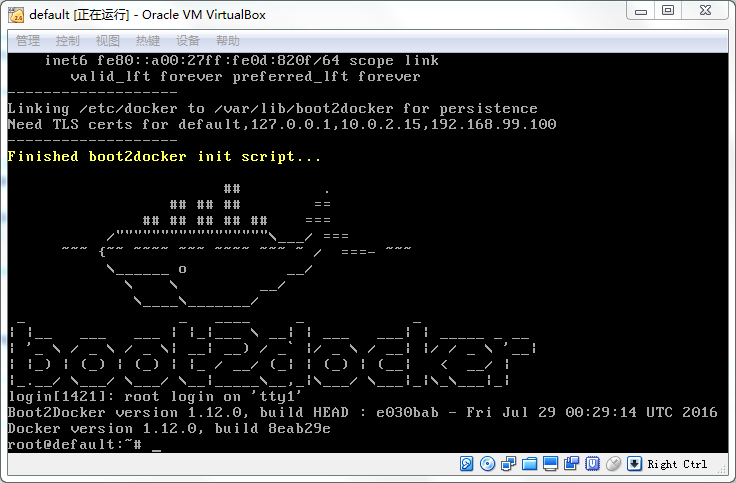 default [正在运行] - Oracle VM VirtualBox
管理 控制 视图 热键 设备 帮助
inet6 fe80::a00:27ff:fe0d:820f/64 scope link
valid_lft forever preferred_lft forever
-------------------
Linking /etc/docker to /var/lib/boot2docker for persistence
Need TLS certs for default,127.0.0.1,10.0.2.15,192.168.99.100
-------------------
Finished boot2docker init script...
boot2docker
login[1421]: root login on 'tty1'
Boot2Docker version 1.12.0, build HEAD : e030bab - Fri Jul 29 00:29:14 UTC 2016
Docker version 1.12.0, build 8eab29e
root@default:~# _
Right Ctrl